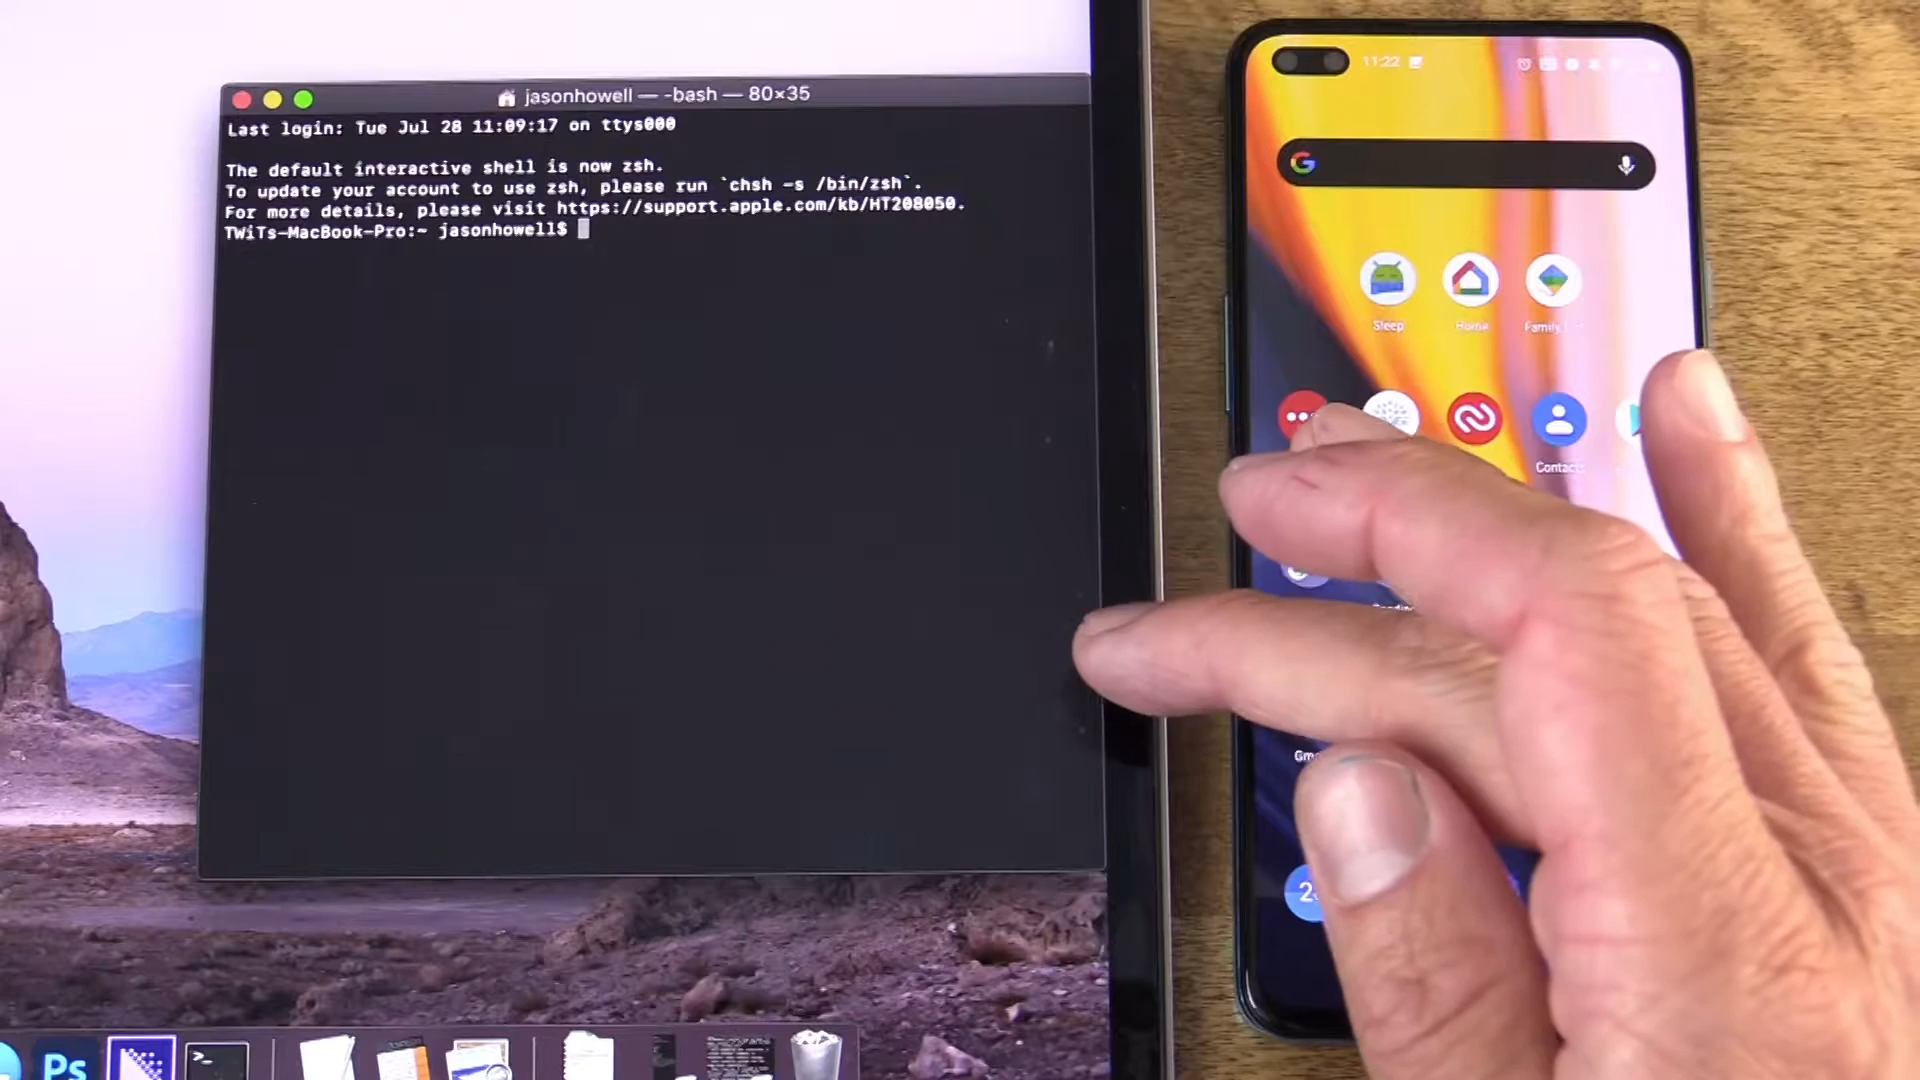 jasonhowell — -bash — 80×35
Last login: Tue Jul 28 11:09:17 on ttys000
The default interactive shell is now zsh.
To update your account to use zsh, please run `chsh -s /bin/zsh`.
For more details, please visit https://support.apple.com/kb/HT208050.
TWiTs-MacBook-Pro:~ jasonhowell$
Ps
>_
11:22
G
Sleep
Home
Family
Contacts